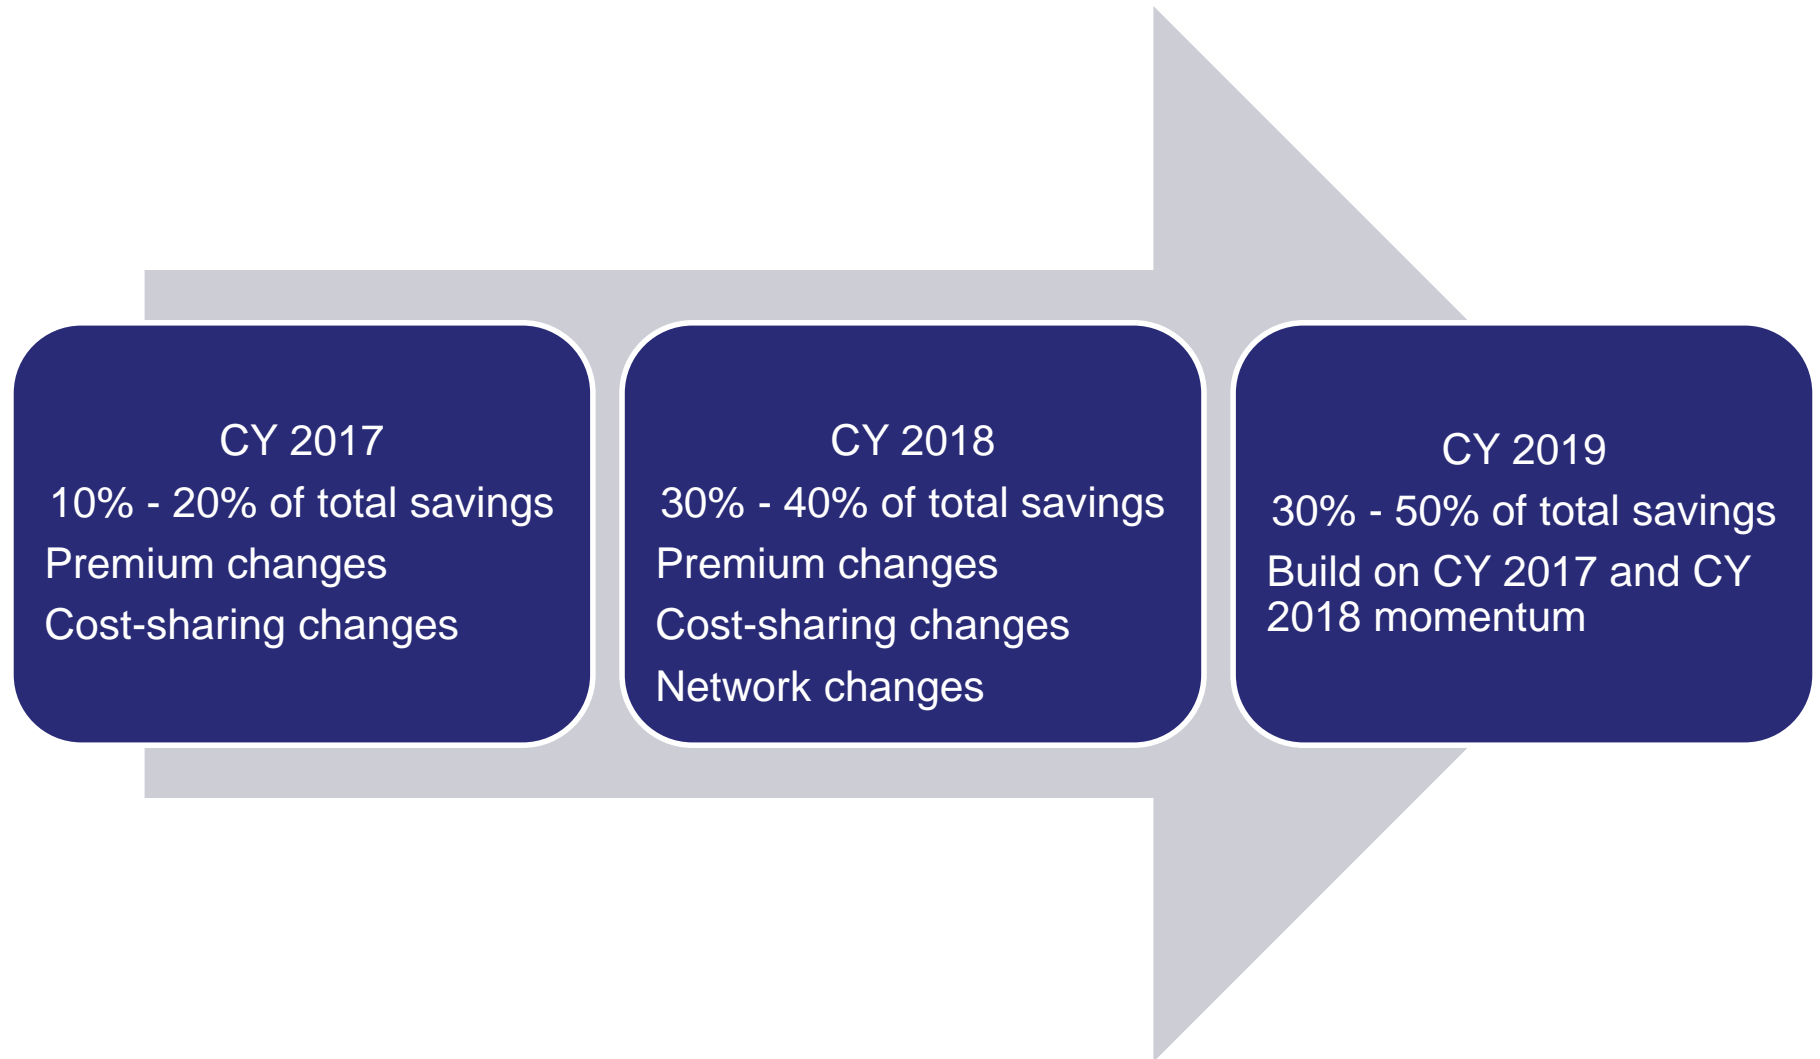 CY 2017
10% - 20% of total savings
Premium changes
Cost-sharing changes
CY 2018
30% - 40% of total savings
Premium changes
Cost-sharing changes
Network changes
CY 2019
30% - 50% of total savings
Build on CY 2017 and CY
2018 momentum